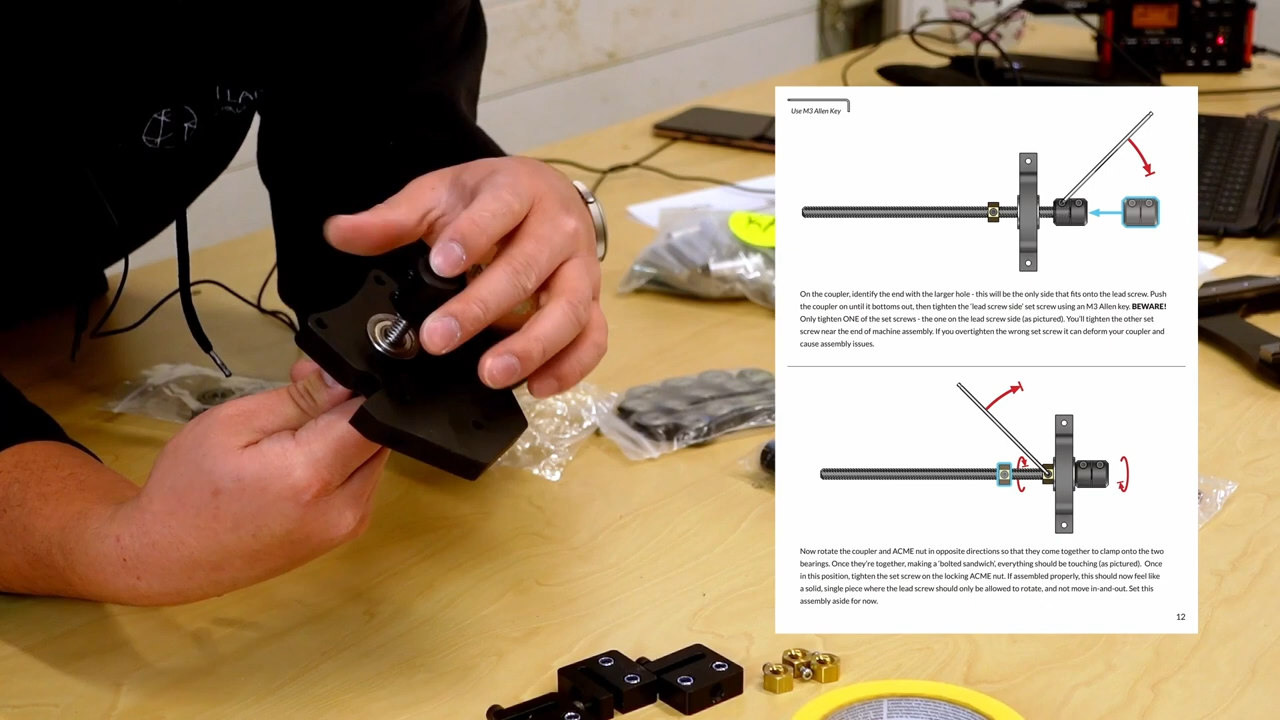 Use M3 Allen Key
On the coupler, identify the end with the larger hole - this will be the only side that fits onto the lead screw. Push
the coupler on until it bottoms out, then tighten the 'lead screw side' set screw using an M3 Allen key. BEWARE!
Only tighten ONE of the set screws - the one on the lead screw side (as pictured). You'll tighten the other set
screw near the end of machine assembly. If you overtighten the wrong set screw it can deform your coupler and
cause assembly issues.
Now rotate the coupler and ACME nut in opposite directions so that they come together to clamp onto the two
bearings. Once they're together, making a 'bolted sandwich', everything should be touching (as pictured). Once
in this position, tighten the set screw on the locking ACME nut. If assembled properly, this should now feel like
a solid, single piece where the lead screw should only be allowed to rotate, and not move in-and-out. Set this
assembly aside for now.
12